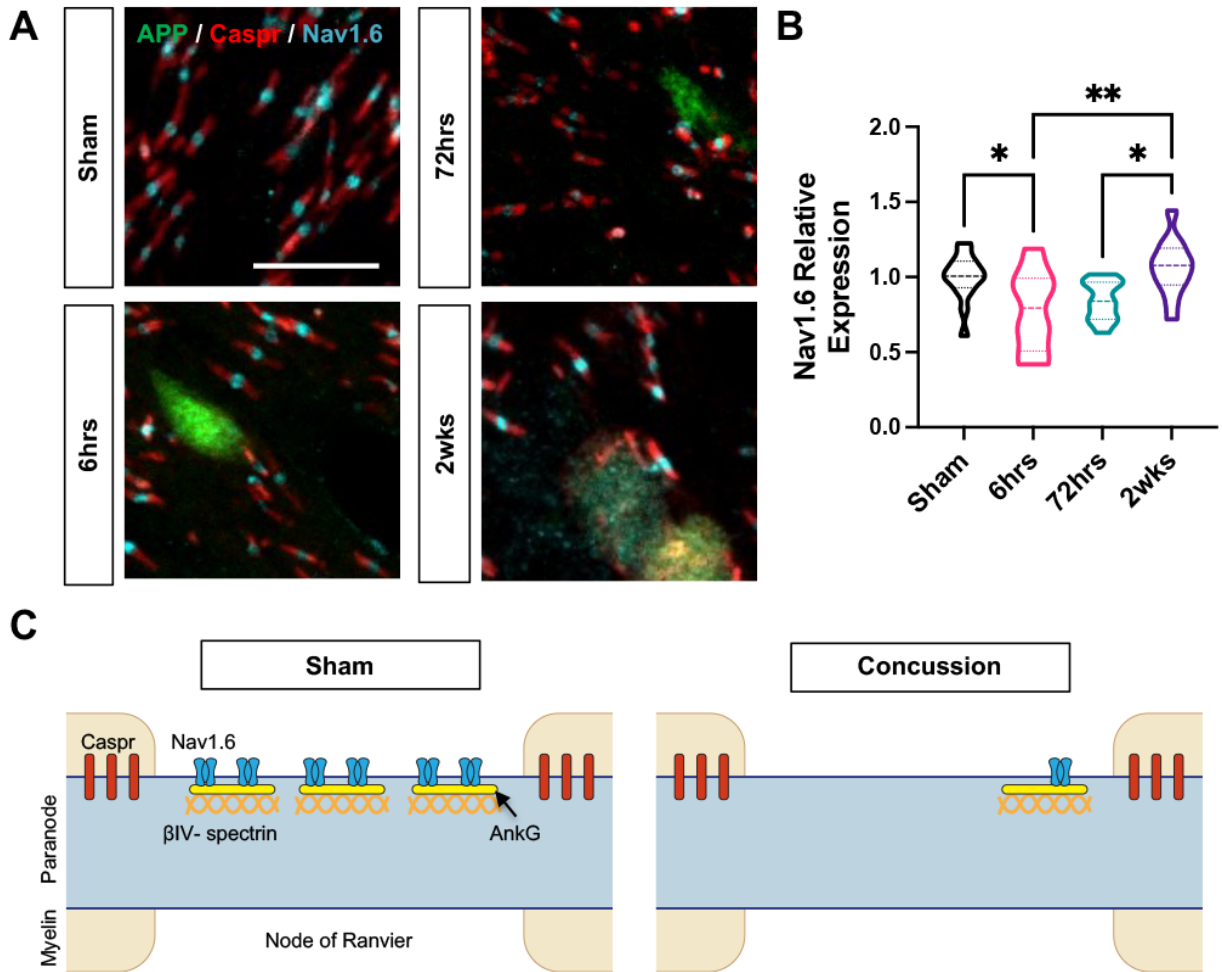 A
Sham
APP / Caspr / Nav1.6
72hrs
6hrs
2wks
B
**
*
*
Nav1.6 Relative
Expression
2.0
1.5
1.0
0.5
0.0
Sham
6hrs
72hrs
2wks
C
Sham
Concussion
Caspr
Nav1.6
βIV- spectrin
AnkG
Paranode
Myelin
Node of Ranvier